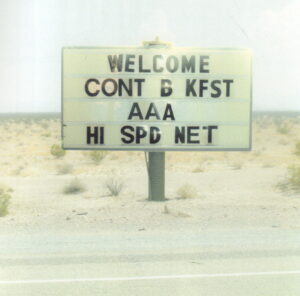 WELCOME
CONT B KFST
AAA
HI SPD NET